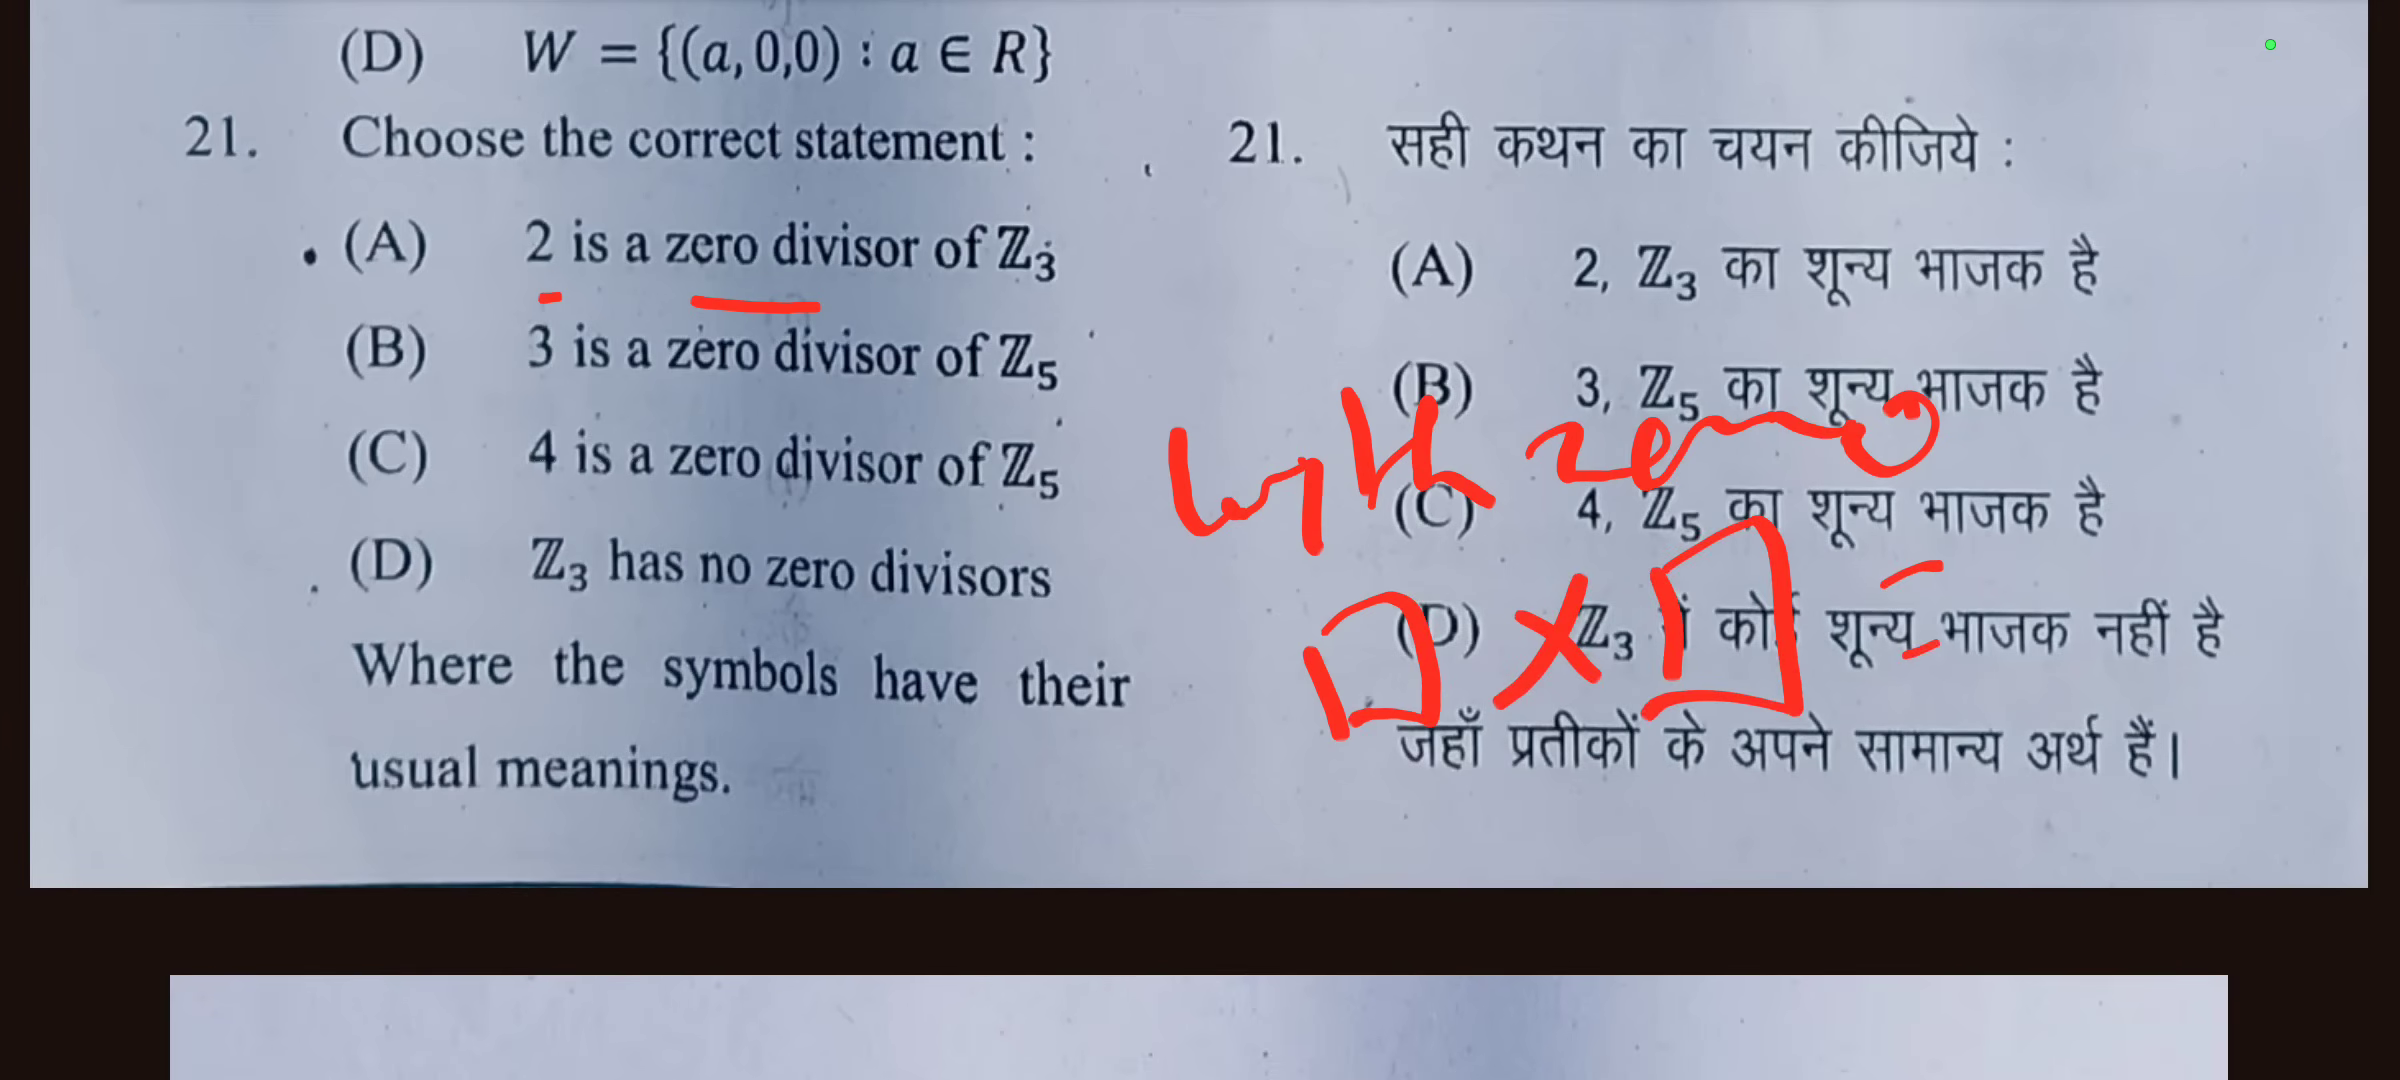 (D) W = {(a, 0,0) : a ∈ R}
21. Choose the correct statement :
(A) 2 is a zero divisor of ℤ₃
(B) 3 is a zero divisor of ℤ₅
(C) 4 is a zero divisor of ℤ₅
(D) ℤ₃ has no zero divisors
Where the symbols have their
usual meanings.
21. सही कथन का चयन कीजिये :
(A) 2, ℤ₃ का शून्य भाजक है
(B) 3, ℤ₅ का शून्य भाजक है
(C) 4, ℤ₅ का शून्य भाजक है
(D) ℤ₃ में कोई शून्य भाजक नहीं है
जहाँ प्रतीकों के अपने सामान्य अर्थ हैं।
zero
× =